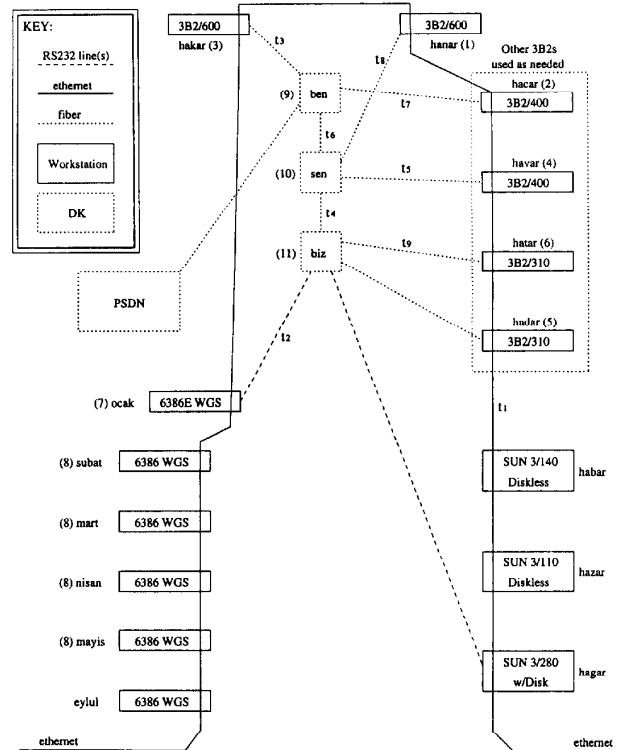 KEY:
RS232 line(s)
ethernet
fiber
Workstation
DK
3B2/600
hakar (3)
3B2/600
hanar (1)
t3
t8
Other 3B2s
used as needed
(9) ben
t7
hacar (2)
3B2/400
t6
(10) sen
t5
havar (4)
3B2/400
t4
(11) biz
t9
hatar (6)
3B2/310
PSDN
hadar (5)
3B2/310
t2
(7) ocak 6386E WGS
t1
(8) subat 6386 WGS
SUN 3/140
Diskless
habar
(8) mart 6386 WGS
SUN 3/110
Diskless
hazar
(8) nisan 6386 WGS
(8) mayis 6386 WGS
SUN 3/280
w/Disk
hagar
eylul 6386 WGS
ethernet
ethernet